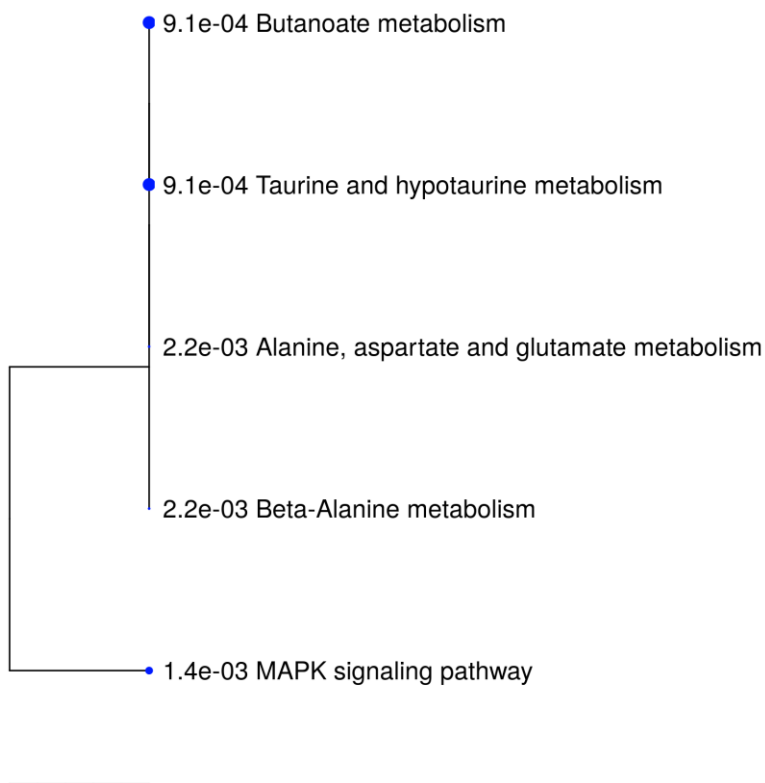 9.1e-04 Butanoate metabolism
9.1e-04 Taurine and hypotaurine metabolism
2.2e-03 Alanine, aspartate and glutamate metabolism
2.2e-03 Beta-Alanine metabolism
1.4e-03 MAPK signaling pathway